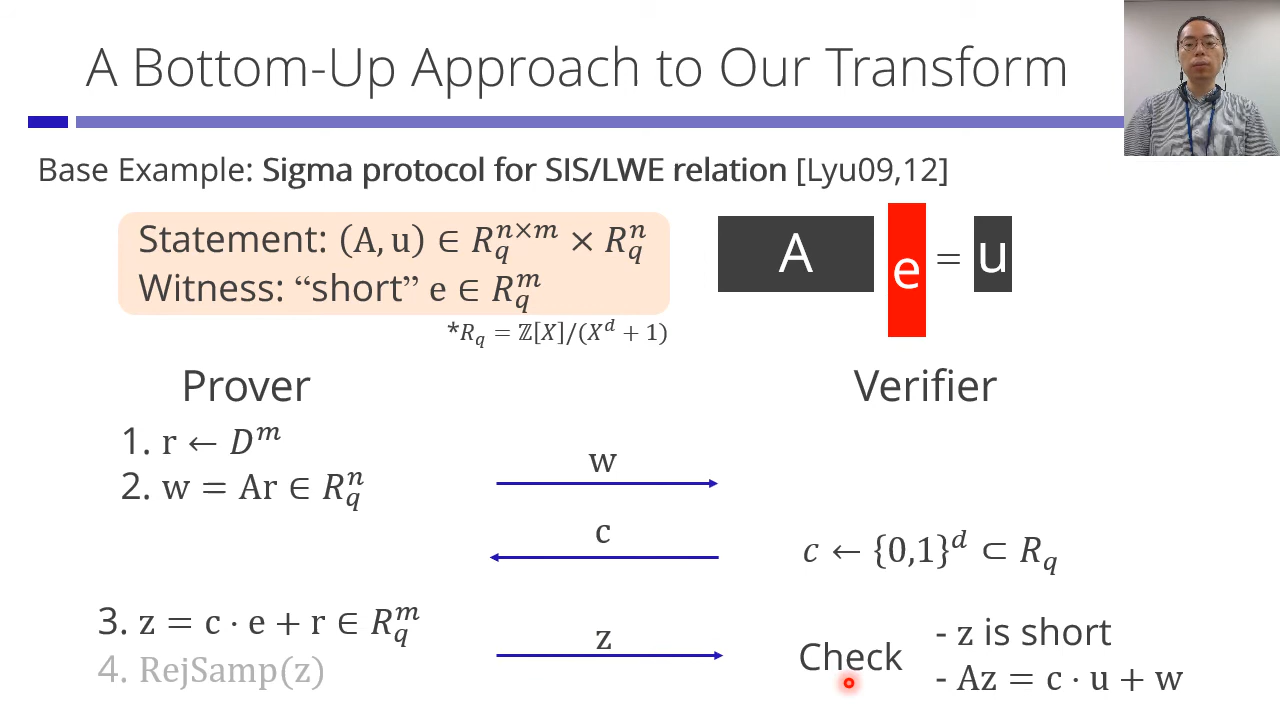 A Bottom-Up Approach to Our Transform
Base Example: Sigma protocol for SIS/LWE relation [Lyu09,12]
Statement: (A, u) ∈ R_q^{n×m} × R_q^n
Witness: “short” e ∈ R_q^m
*R_q = ℤ[X]/(X^d + 1)
A e = u
Prover
Verifier
1. r ← D^m
2. w = Ar ∈ R_q^n
w
c
c ← {0,1}^d ⊂ R_q
3. z = c · e + r ∈ R_q^m
4. RejSamp(z)
z
Check
- z is short
- Az = c · u + w